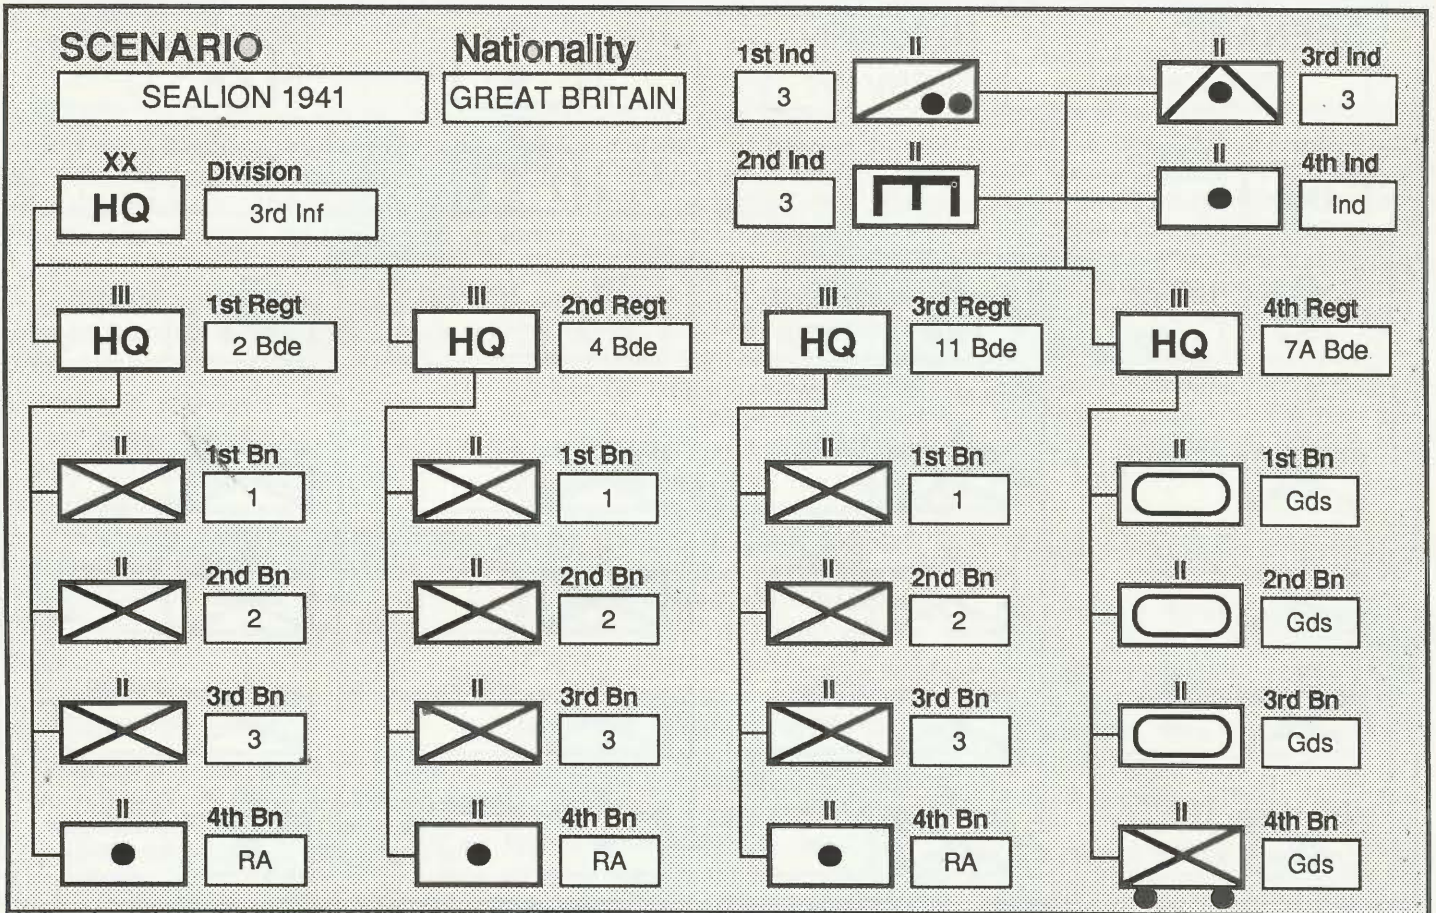 SCENARIO
Nationality
SEALION 1941
GREAT BRITAIN
1st Ind
3
II
II
3rd Ind
3
2nd Ind
3
II
II
4th Ind
Ind
XX
HQ
Division
3rd Inf
III
HQ
1st Regt
2 Bde
III
HQ
2nd Regt
4 Bde
III
HQ
3rd Regt
11 Bde
III
HQ
4th Regt
7A Bde
II
1st Bn
1
II
1st Bn
1
II
1st Bn
1
II
1st Bn
Gds
II
2nd Bn
2
II
2nd Bn
2
II
2nd Bn
2
II
2nd Bn
Gds
II
3rd Bn
3
II
3rd Bn
3
II
3rd Bn
3
II
3rd Bn
Gds
II
4th Bn
RA
II
4th Bn
RA
II
4th Bn
RA
II
4th Bn
Gds